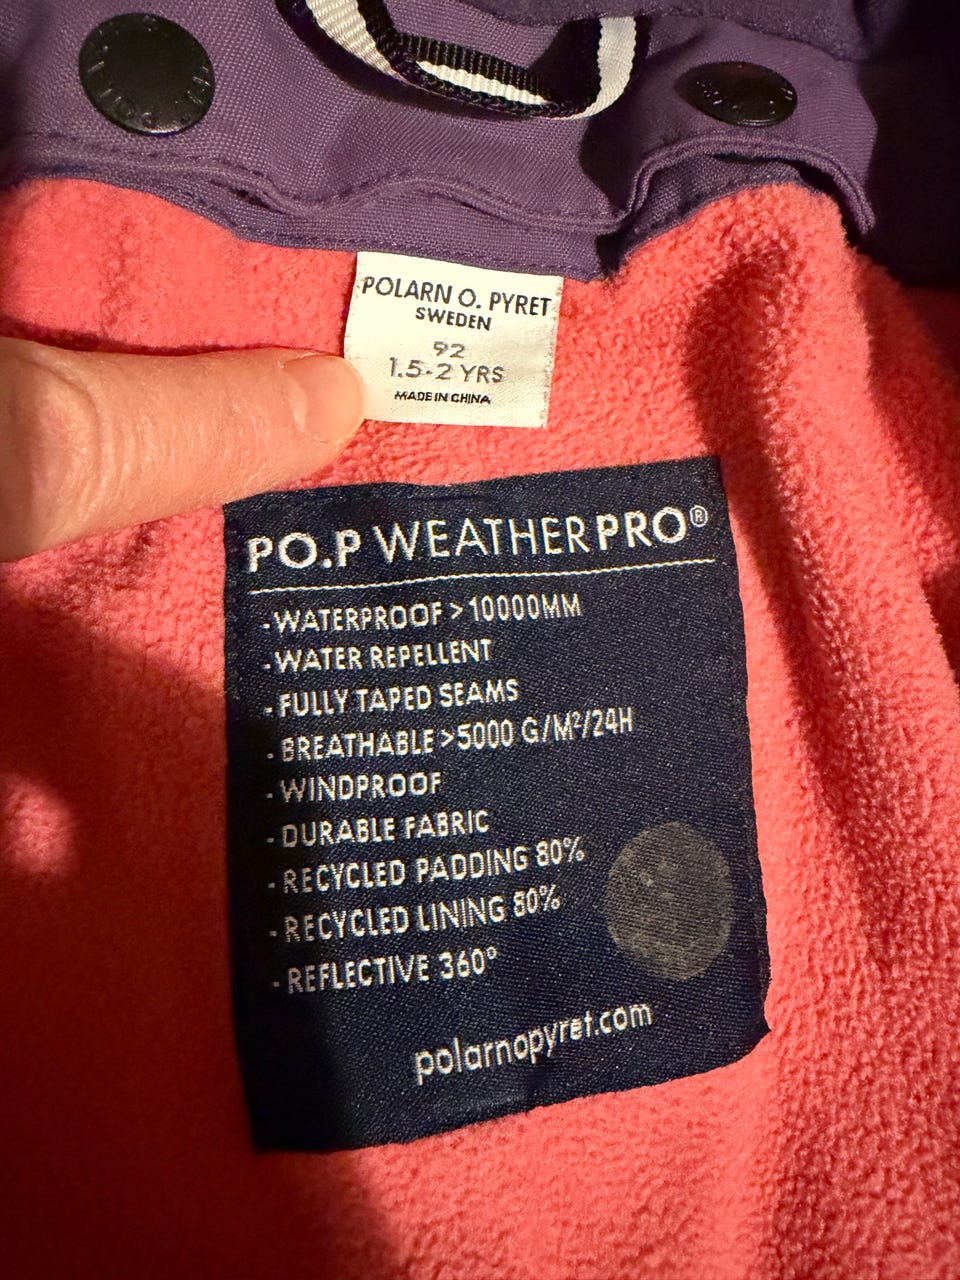 POLARN O. PYRET
SWEDEN
92
1.5-2 YRS
MADE IN CHINA
PO.P WEATHERPRO®
-WATERPROOF >10000MM
-WATER REPELLENT
-FULLY TAPED SEAMS
-BREATHABLE >5000 G/M²/24H
-WINDPROOF
-DURABLE FABRIC
-RECYCLED PADDING 80%
-RECYCLED LINING 80%
-REFLECTIVE 360°
polarnopyret.com